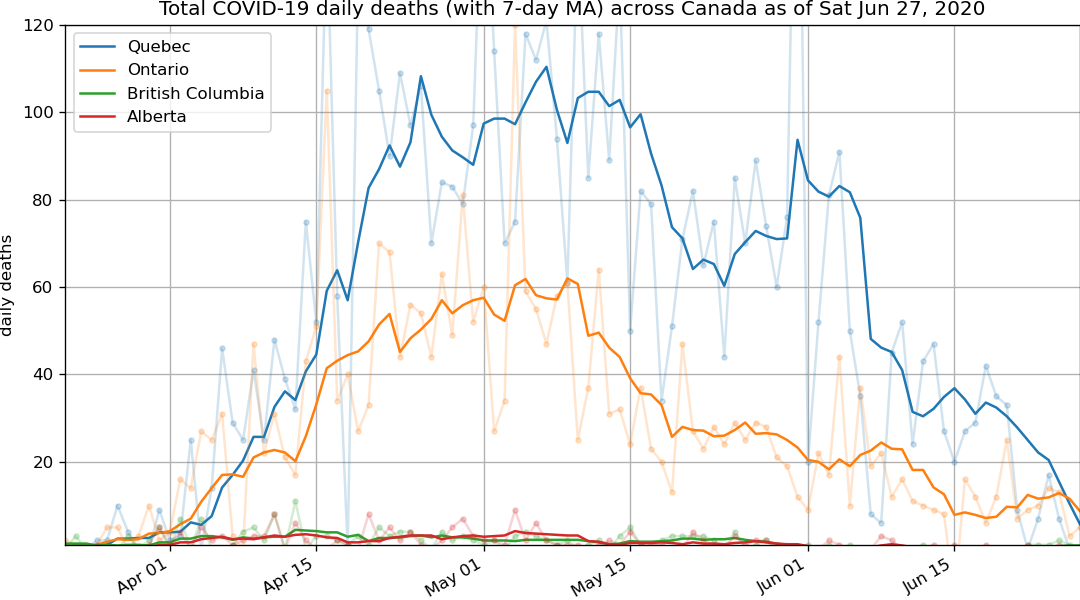 Total COVID-19 daily deaths (with 7-day MA) across Canada as of Sat Jun 27, 2020
daily deaths
120
100
80
60
40
20
Quebec
Ontario
British Columbia
Alberta
Apr 01
Apr 15
May 01
May 15
Jun 01
Jun 15